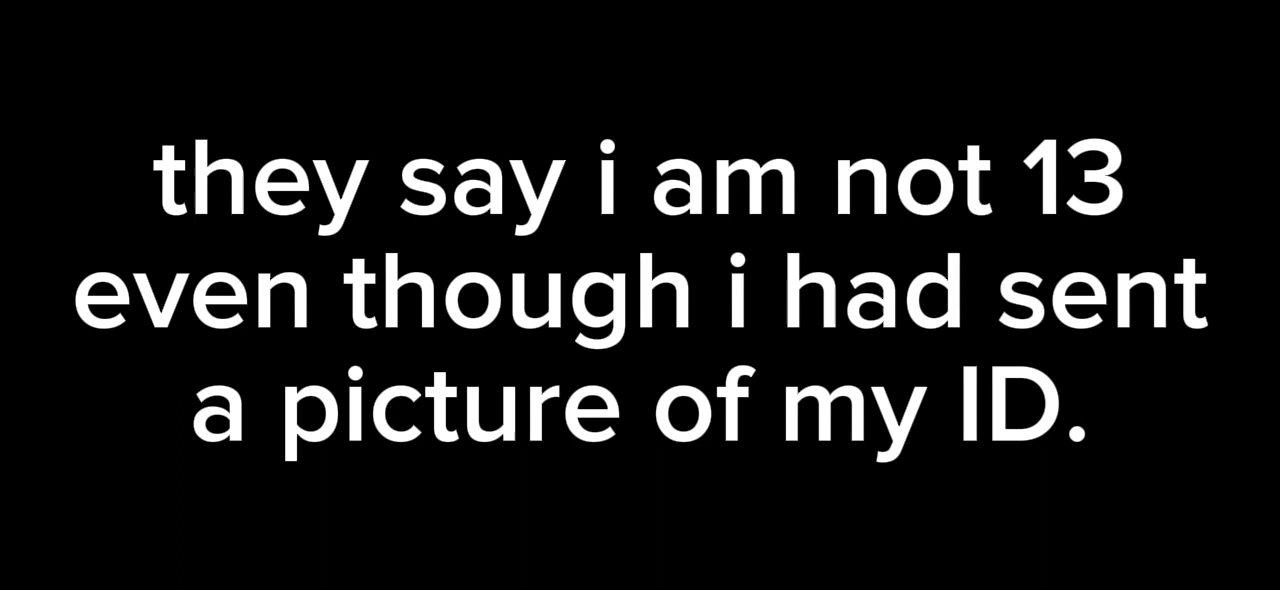 they say i am not 13
even though i had sent
a picture of my ID.